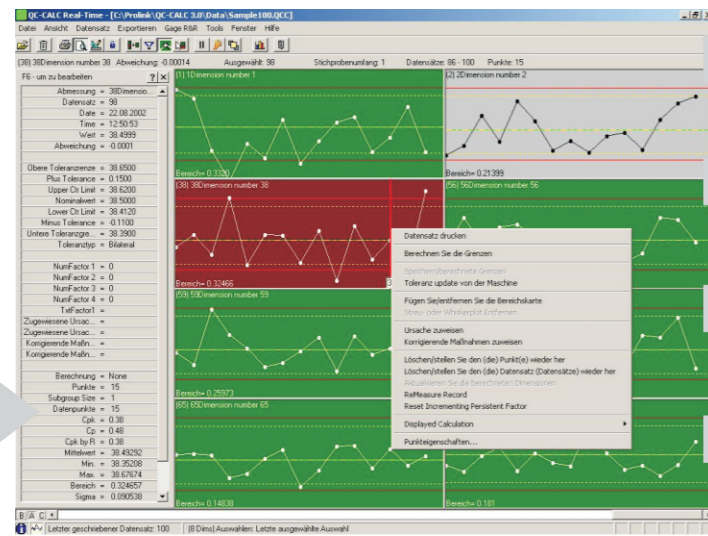 QC-CALC Real-Time - [C:\Prolink\QC-CALC 3.0\Data\Sample100.QCC]
Datei Ansicht Datensatz Exportieren Gage R&R Tools Fenster Hilfe
(38) 38Dimension number 38 Abweichung -0.00014 Ausgewählt: 98 Stichprobenumfang: 1 Datensätze: 86 - 100 Punkte: 15
F6 - um zu bearbeiten
Abmessung = 38Dimensio...
Datensatz = 98
Date = 22.08.2002
Time = 12:50:53
Wert = 38.4999
Abweichung = -0.0001
Obere Toleranzrenze = 38.6500
Plus Tolerance = 0.1500
Upper Ctr Limit = 38.6200
Nominalwert = 38.5000
Lower Ctr Limit = 38.4120
Minus Tolerance = -0.1100
Untere Toleranzgre... = 38.3900
Toleranztyp = Bilateral
NumFactor 1 = 0
NumFactor 2 = 0
NumFactor 3 = 0
NumFactor 4 = 0
TxtFactor1 =
Zugewiesene Ursac... =
Zugewiesene Ursac... =
Korrigierende Maßn... =
Korrigierende Maßn... =
Berechnung = None
Punkte = 15
Subgroup Size = 1
Datenpunkte = 15
Cpk = 0.38
Cp = 0.48
Cpk by R = 0.38
Mittelwert = 38.49292
Min. = 38.35208
Max. = 38.67674
Bereich = 0.324657
Sigma = 0.090538
(1) 1Dimension number 1
Bereich= 0.3320
(2) 2Dimension number 2
Bereich= 0.21399
(38) 38Dimension number 38
Bereich= 0.32466
(56) 56Dimension number 56
(59) 59Dimension number 59
Bereich= 0.25973
(65) 65Dimension number 65
Bereich= 0.14838
Bereich= 0.181
Datensatz drucken
Berechnen Sie die Grenzen
Speichern/berechnete Grenzen
Toleranz update von der Maschine
Fügen Sie/entfernen Sie die Bereichskarte
Streu- oder Whiskerplot Entfernen
Ursache zuweisen
Korrigierende Maßnahmen zuweisen
Löschen/stellen Sie den (die) Punkt(e) wieder her
Löschen/stellen Sie den (die) Datensatz (Datensätze) wieder her
Aktualisieren Sie die berechneten Dimensionen
ReMeasure Record
Reset Incrementing Persistent Factor
Displayed Calculation
Punkteigenschaften...
B A C
Letzter geschriebener Datensatz: 100 (8 Dims) Auswahlen: Letzte ausgewählte Auswahl